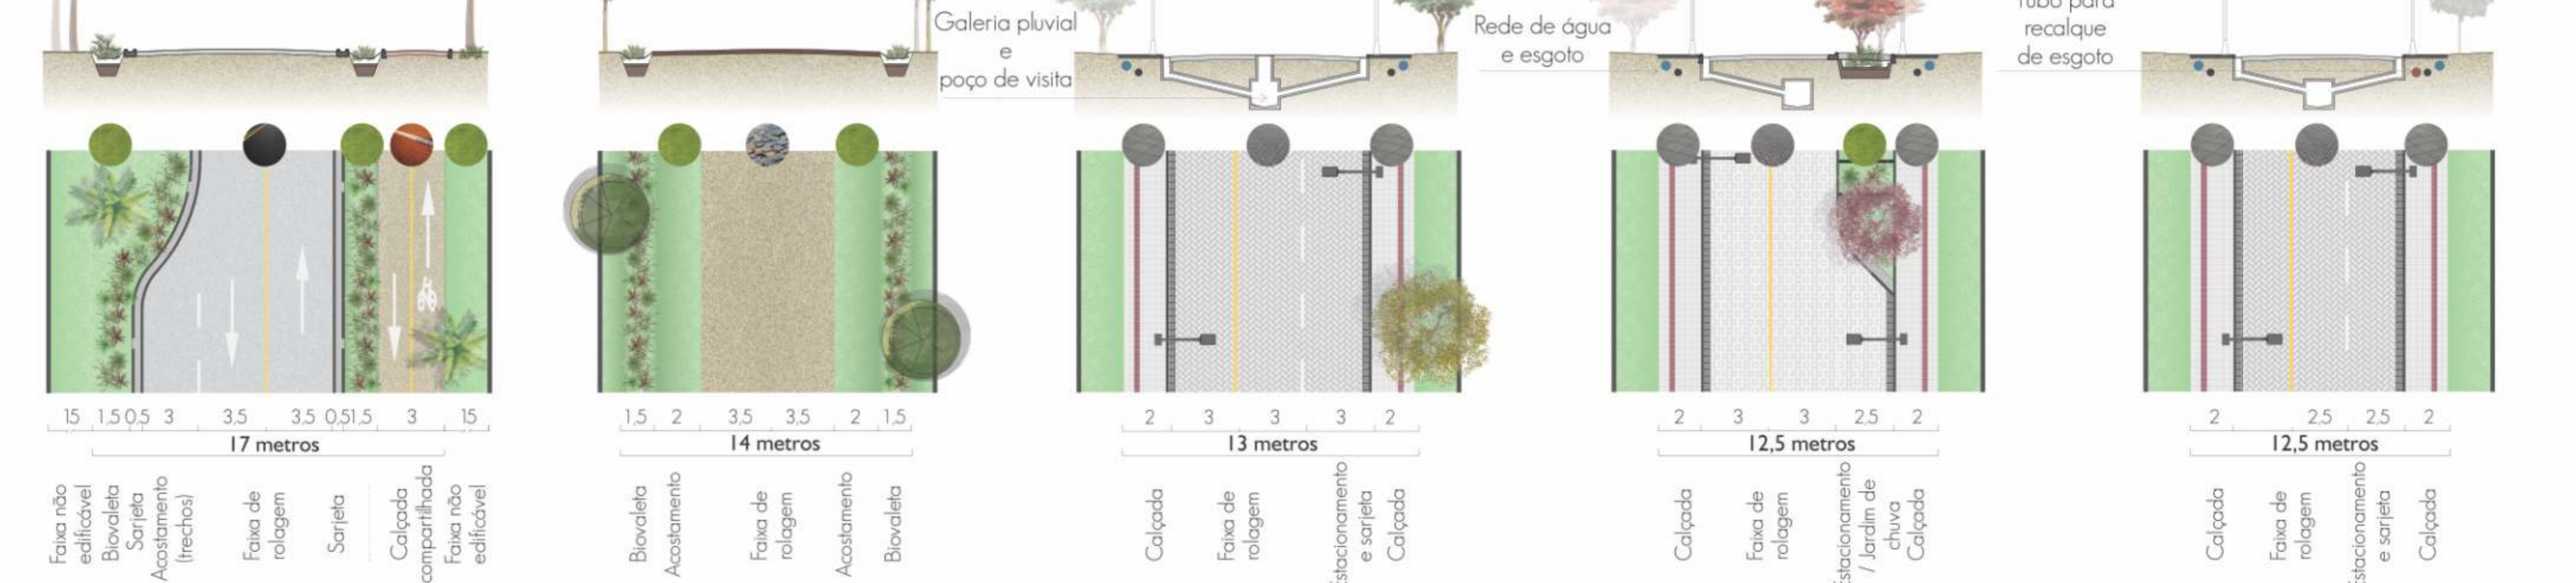 Galeria pluvial
e
poço de visita
Rede de água
e esgoto
Tubo para
recalque
de esgoto
15 1,5 0,5 3 3,5 3,5 0,5 1,5 3 15
17 metros
Faixa não
edificável
Biovaleta
Sarjeta
Acostamento
(trechos)
Faixa de
rolagem
Sarjeta
Calçada
compartilhada
Faixa não
edificável
1,5 2 3,5 3,5 2 1,5
14 metros
Biovaleta
Acostamento
Faixa de
rolagem
Acostamento
Biovaleta
2 3 3 3 2
13 metros
Calçada
Faixa de
rolagem
Estacionamento
e sarjeta
Calçada
2 3 3 2,5 2
12,5 metros
Calçada
Faixa de
rolagem
Estacionamento
/ Jardim de
chuva
Calçada
2 2,5 2,5 2
12,5 metros
Calçada
Faixa de
rolagem
Estacionamento
e sarjeta
Calçada